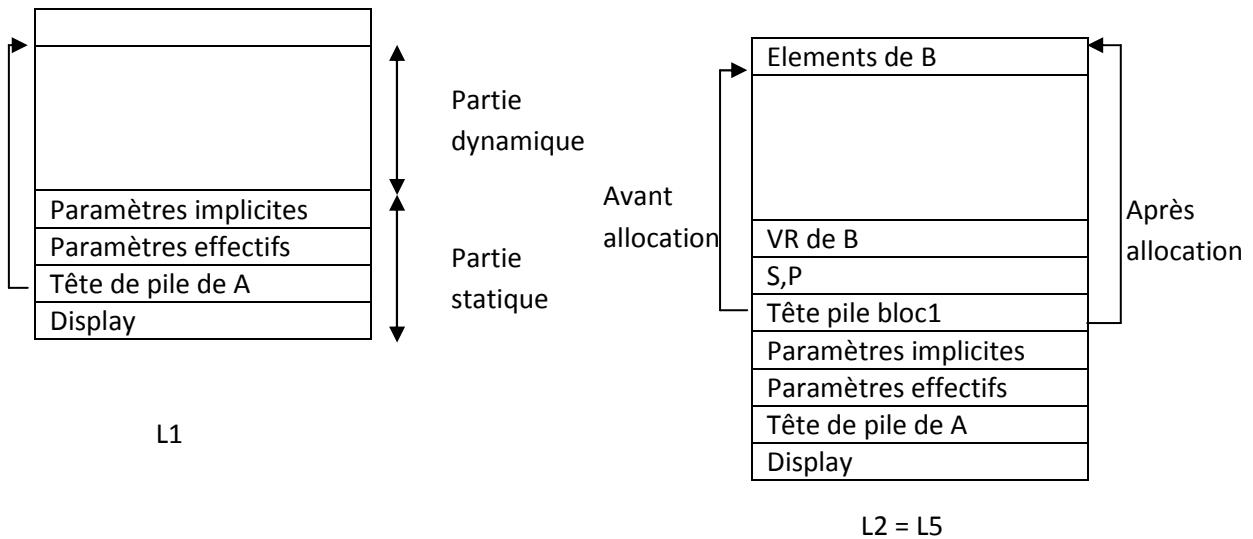 Partie
dynamique
Paramètres implicites
Paramètres effectifs
Tête de pile de A
Display
Partie
statique
L1
Elements de B
Avant
allocation
VR de B
S,P
Tête pile bloc1
Paramètres implicites
Paramètres effectifs
Tête de pile de A
Display
Après
allocation
L2 = L5